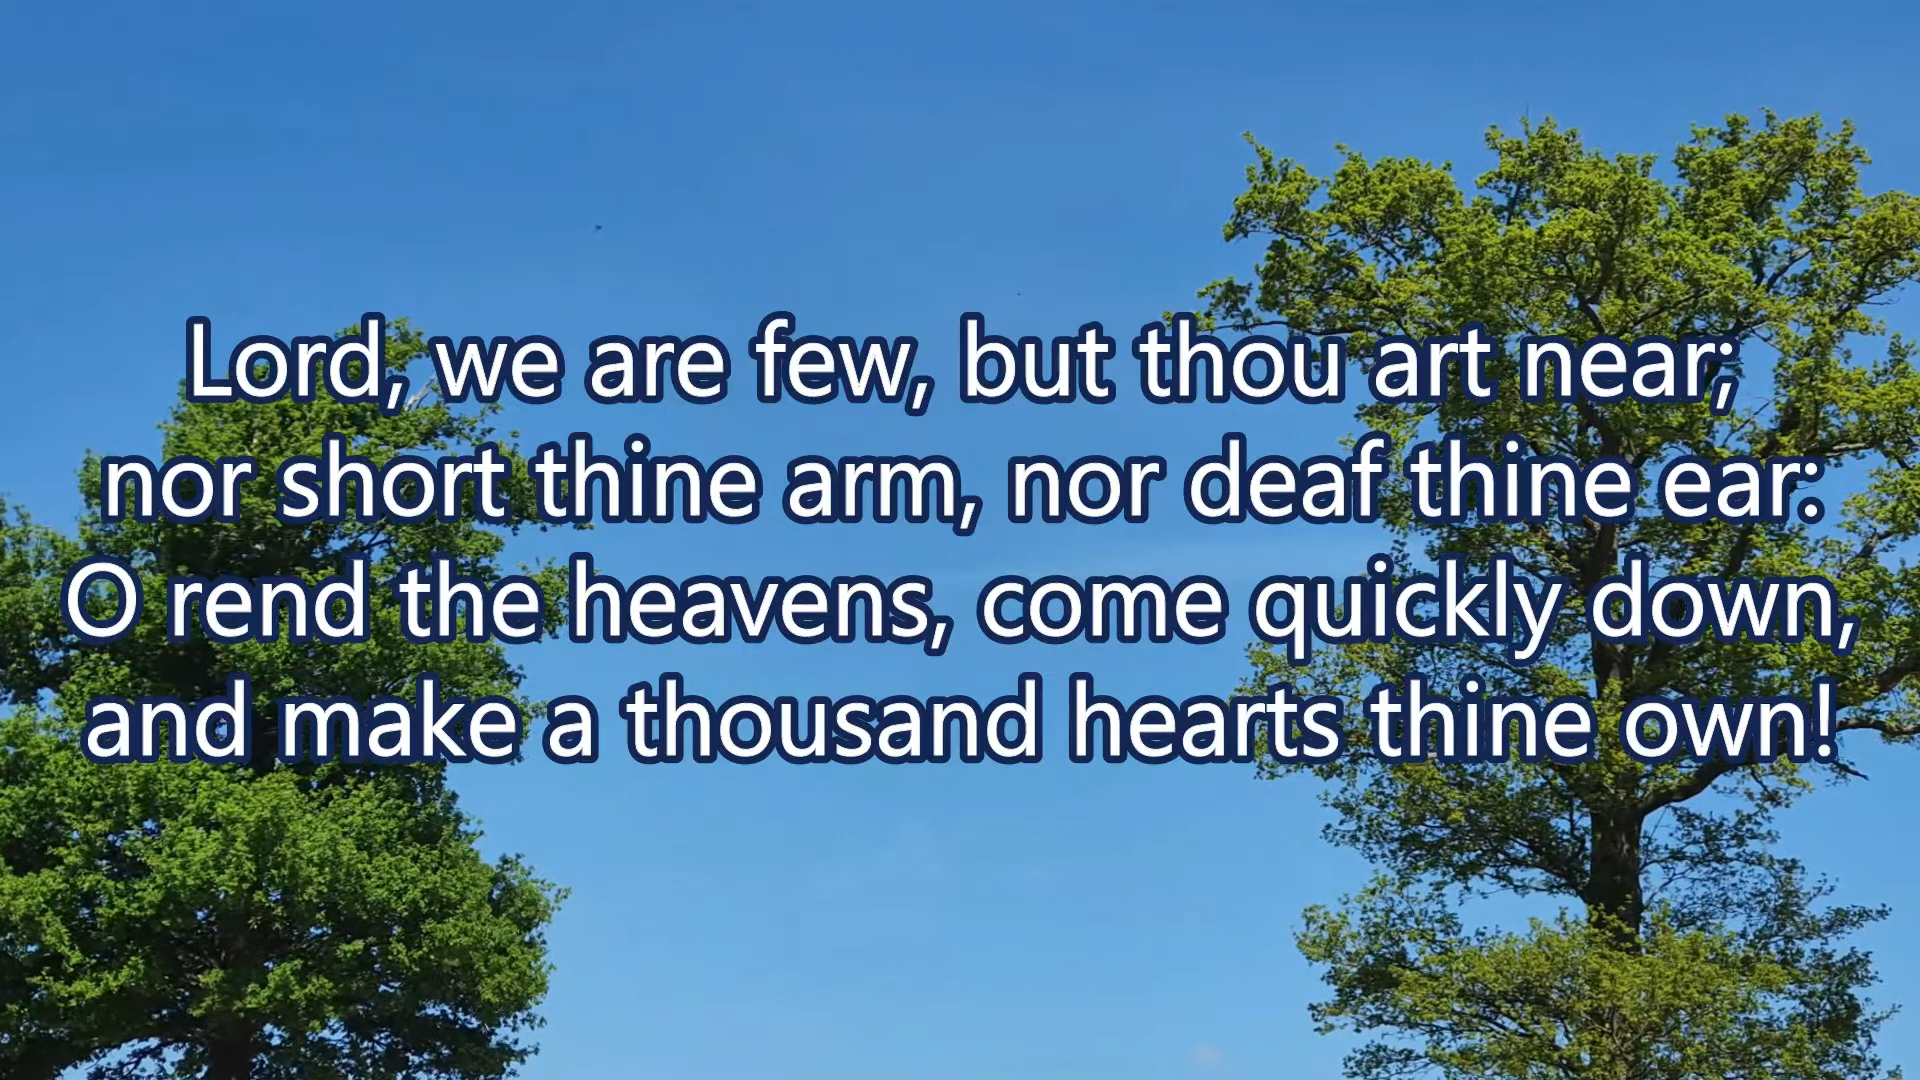 Lord, we are few, but thou art near;
nor short thine arm, nor deaf thine ear:
O rend the heavens, come quickly down,
and make a thousand hearts thine own!